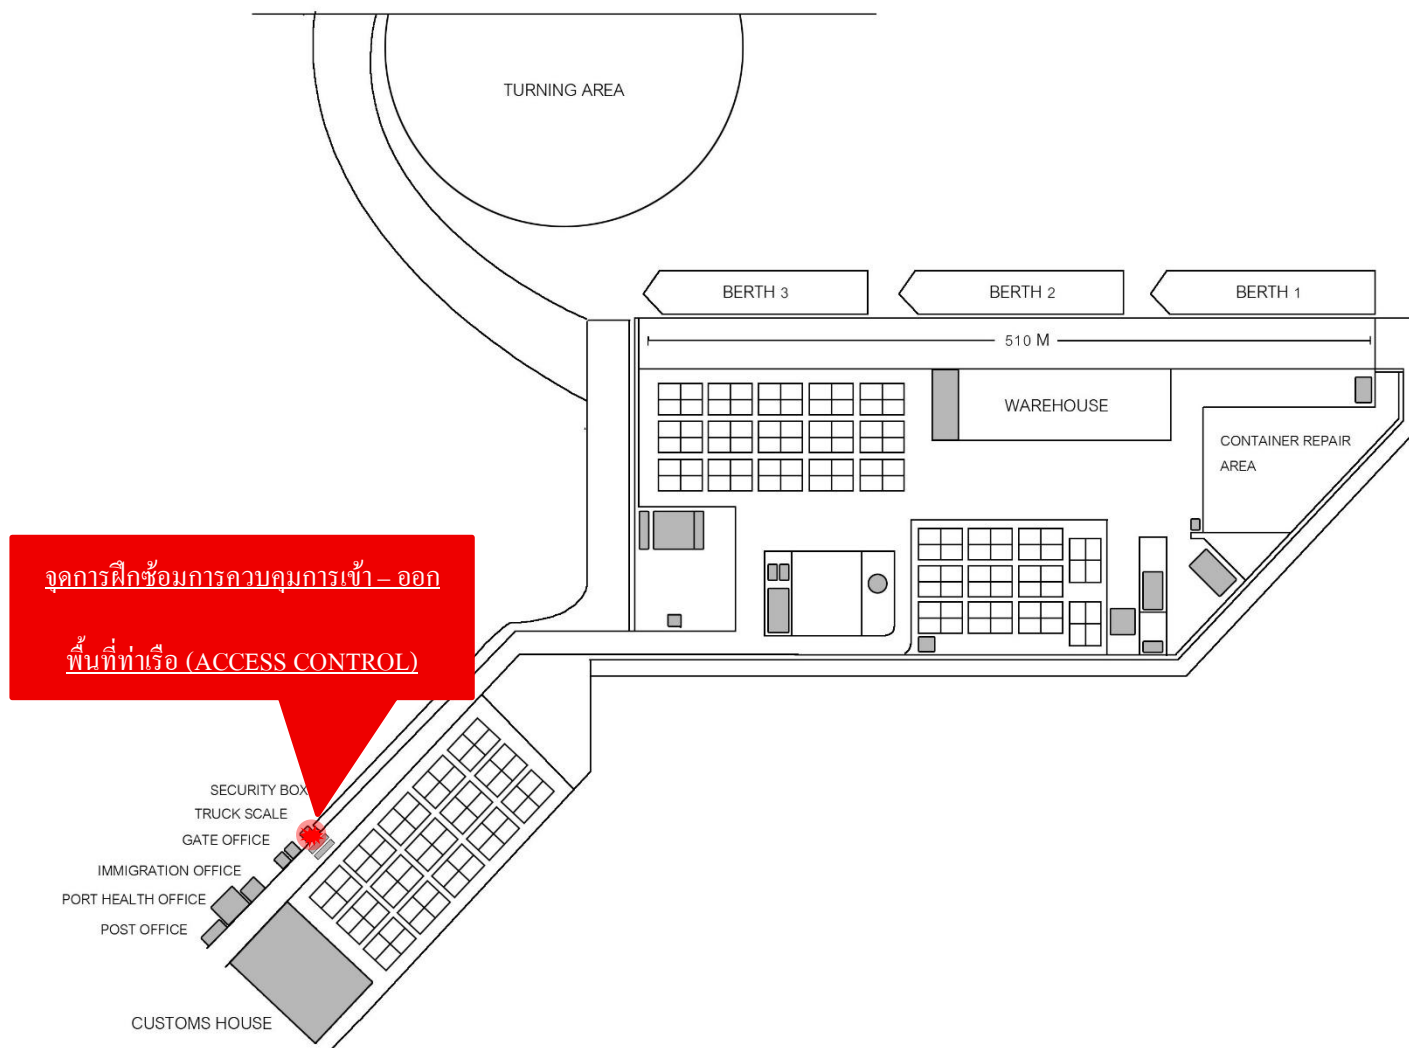 TURNING AREA
BERTH 3
BERTH 2
BERTH 1
510 M
WAREHOUSE
CONTAINER REPAIR
AREA
จุดการฝึกซ้อมการควบคุมการเข้า – ออก
พื้นที่ท่าเรือ (ACCESS CONTROL)
SECURITY BOX
TRUCK SCALE
GATE OFFICE
IMMIGRATION OFFICE
PORT HEALTH OFFICE
POST OFFICE
CUSTOMS HOUSE